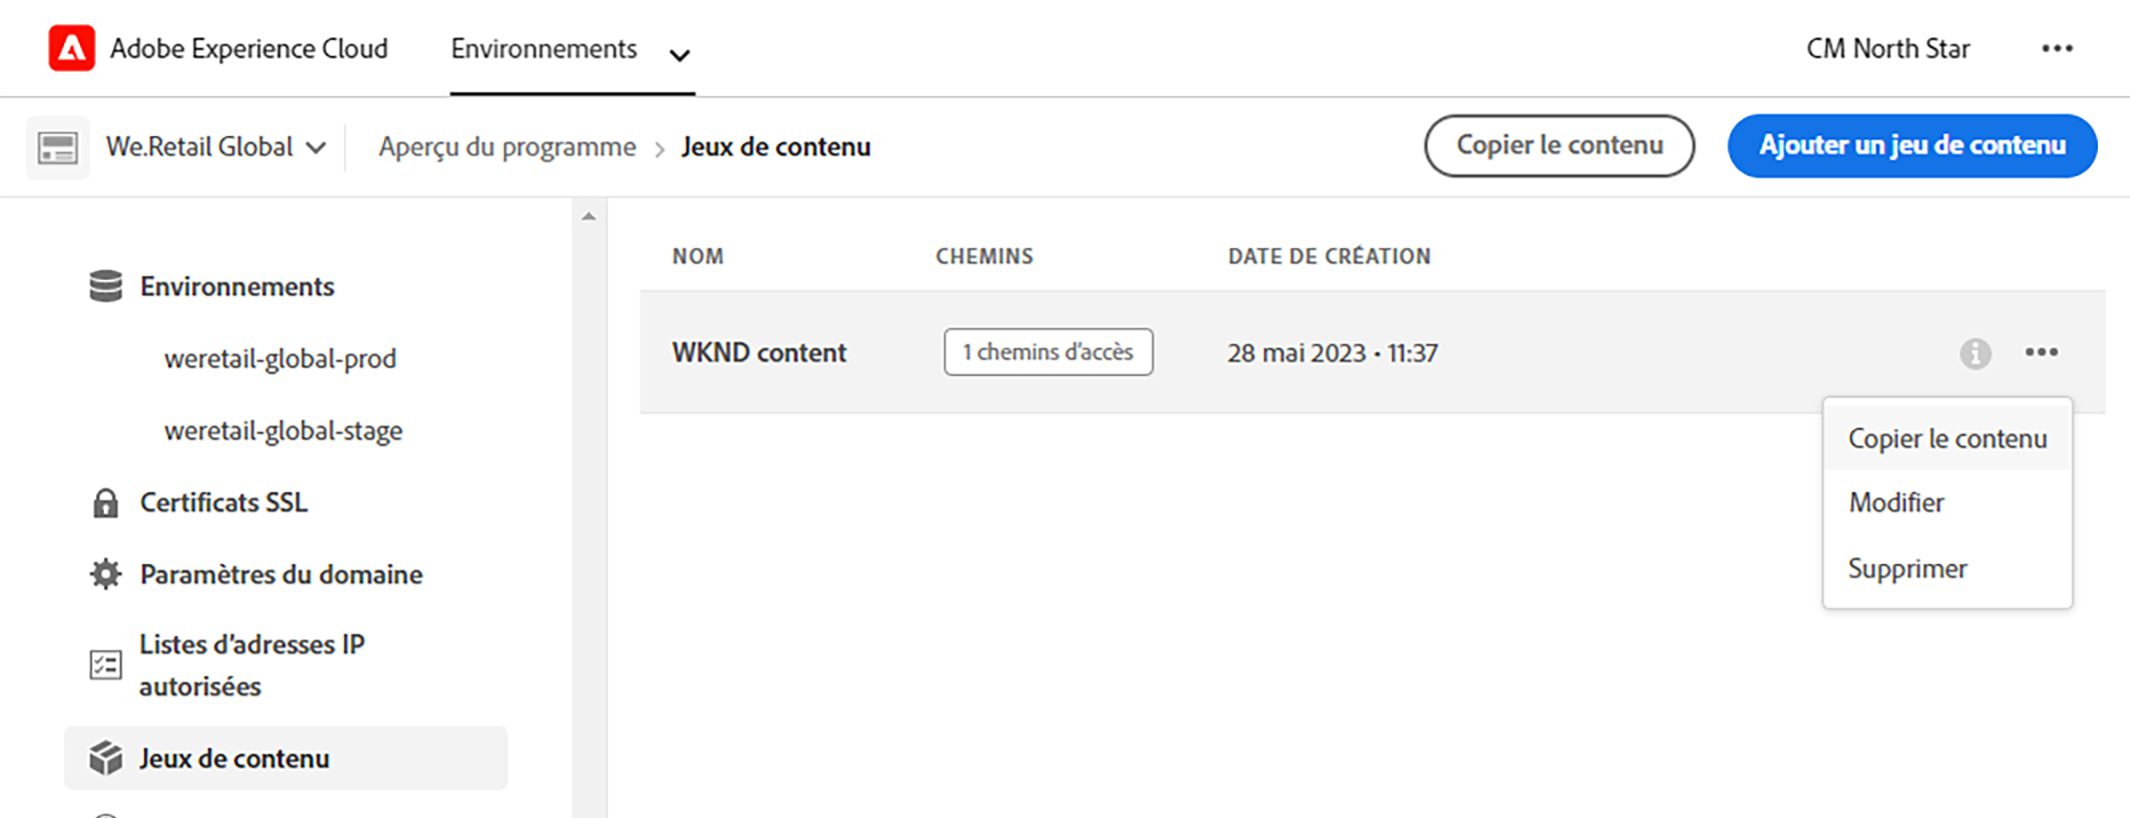 Adobe Experience Cloud
Environnements
CM North Star
We.Retail Global
Aperçu du programme > Jeux de contenu
Copier le contenu
Ajouter un jeu de contenu
Environnements
weretail-global-prod
weretail-global-stage
Certificats SSL
Paramètres du domaine
Listes d’adresses IP
autorisées
Jeux de contenu
NOM CHEMINS DATE DE CRÉATION
WKND content 1 chemins d’accès 28 mai 2023 • 11:37
Copier le contenu
Modifier
Supprimer